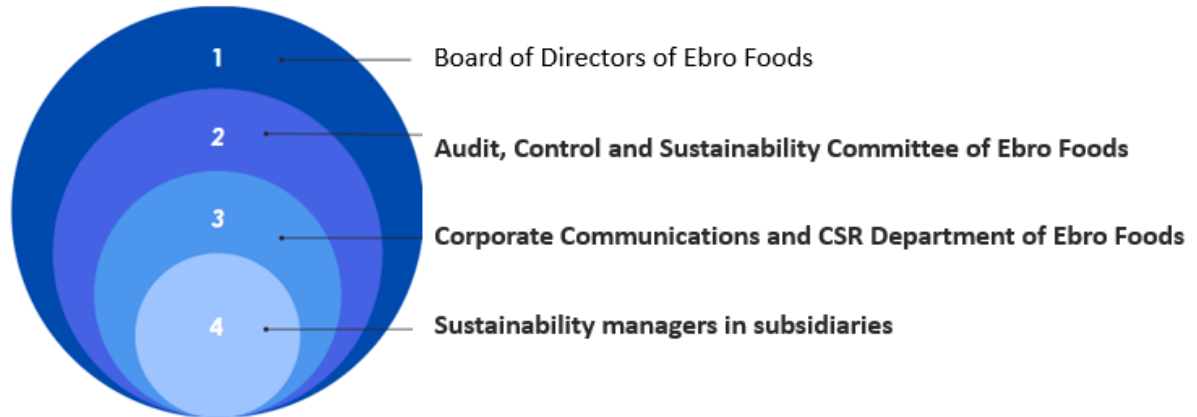 1
Board of Directors of Ebro Foods
2
Audit, Control and Sustainability Committee of Ebro Foods
3
Corporate Communications and CSR Department of Ebro Foods
4
Sustainability managers in subsidiaries